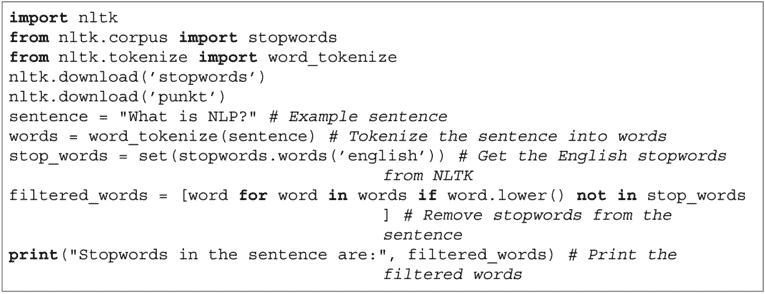 import nltk
from nltk.corpus import stopwords
from nltk.tokenize import word_tokenize
nltk.download('stopwords')
nltk.download('punkt')
sentence = "What is NLP?" # Example sentence
words = word_tokenize(sentence) # Tokenize the sentence into words
stop_words = set(stopwords.words('english')) # Get the English stopwords
from NLTK
filtered_words = [word for word in words if word.lower() not in stop_words
] # Remove stopwords from the
sentence
print("Stopwords in the sentence are:", filtered_words) # Print the
filtered words